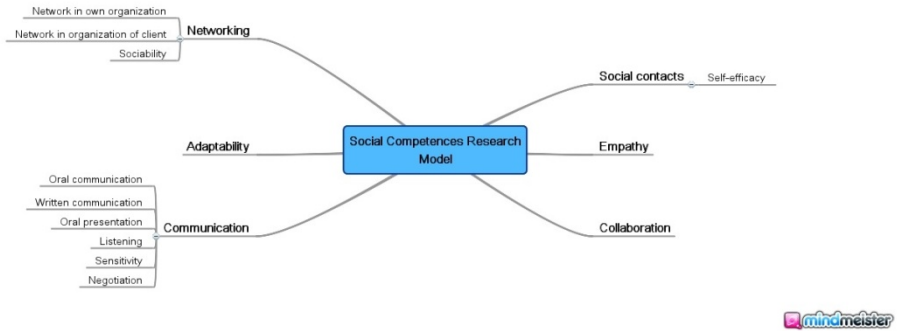 Network in own organization
Network in organization of client
Sociability
Networking
Adaptability
Oral communication
Written communication
Oral presentation
Listening
Sensitivity
Negotiation
Communication
Social Competences Research
Model
Social contacts
Self-efficacy
Empathy
Collaboration
mindmeister